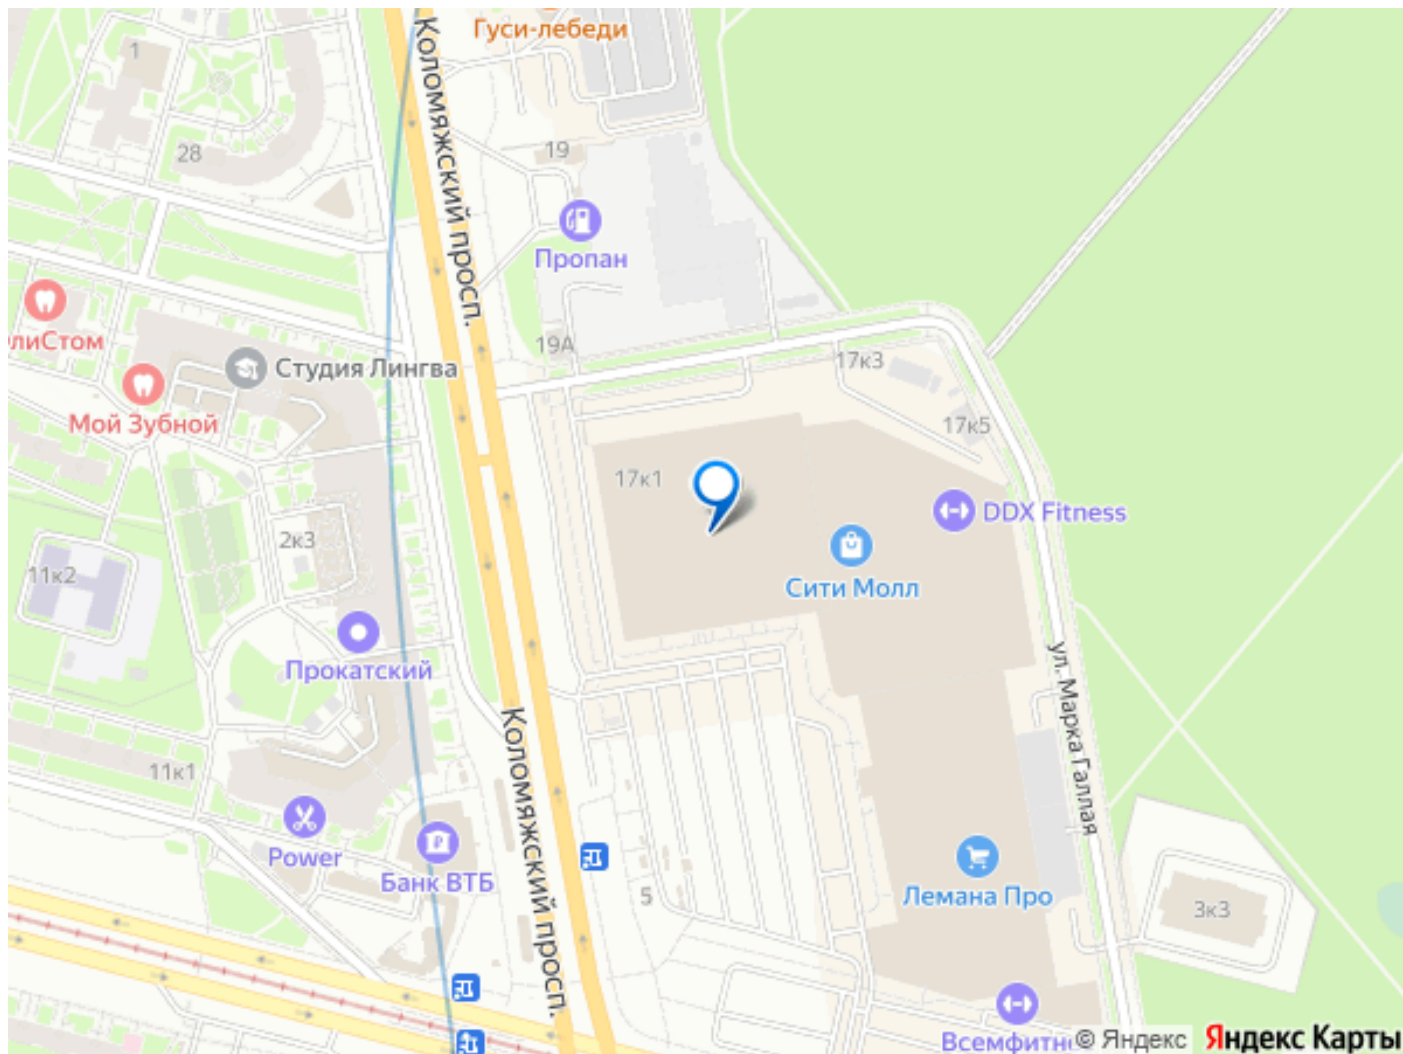 Гуси-лебеди
1
Коломяжский просп.
28
19
Пропан
лиСтом
19А
17к3
Студия Лингва
Мой Зубной
17к5
17к1
DDX Fitness
2к3
Сити Молл
11к2
Прокатский
ул. Марка Галлая
Коломяжский просп.
11к1
Power
Банк ВТБ
5
Лемана Про
3к3
Всемфитн
© Яндекс
Яндекс Карты